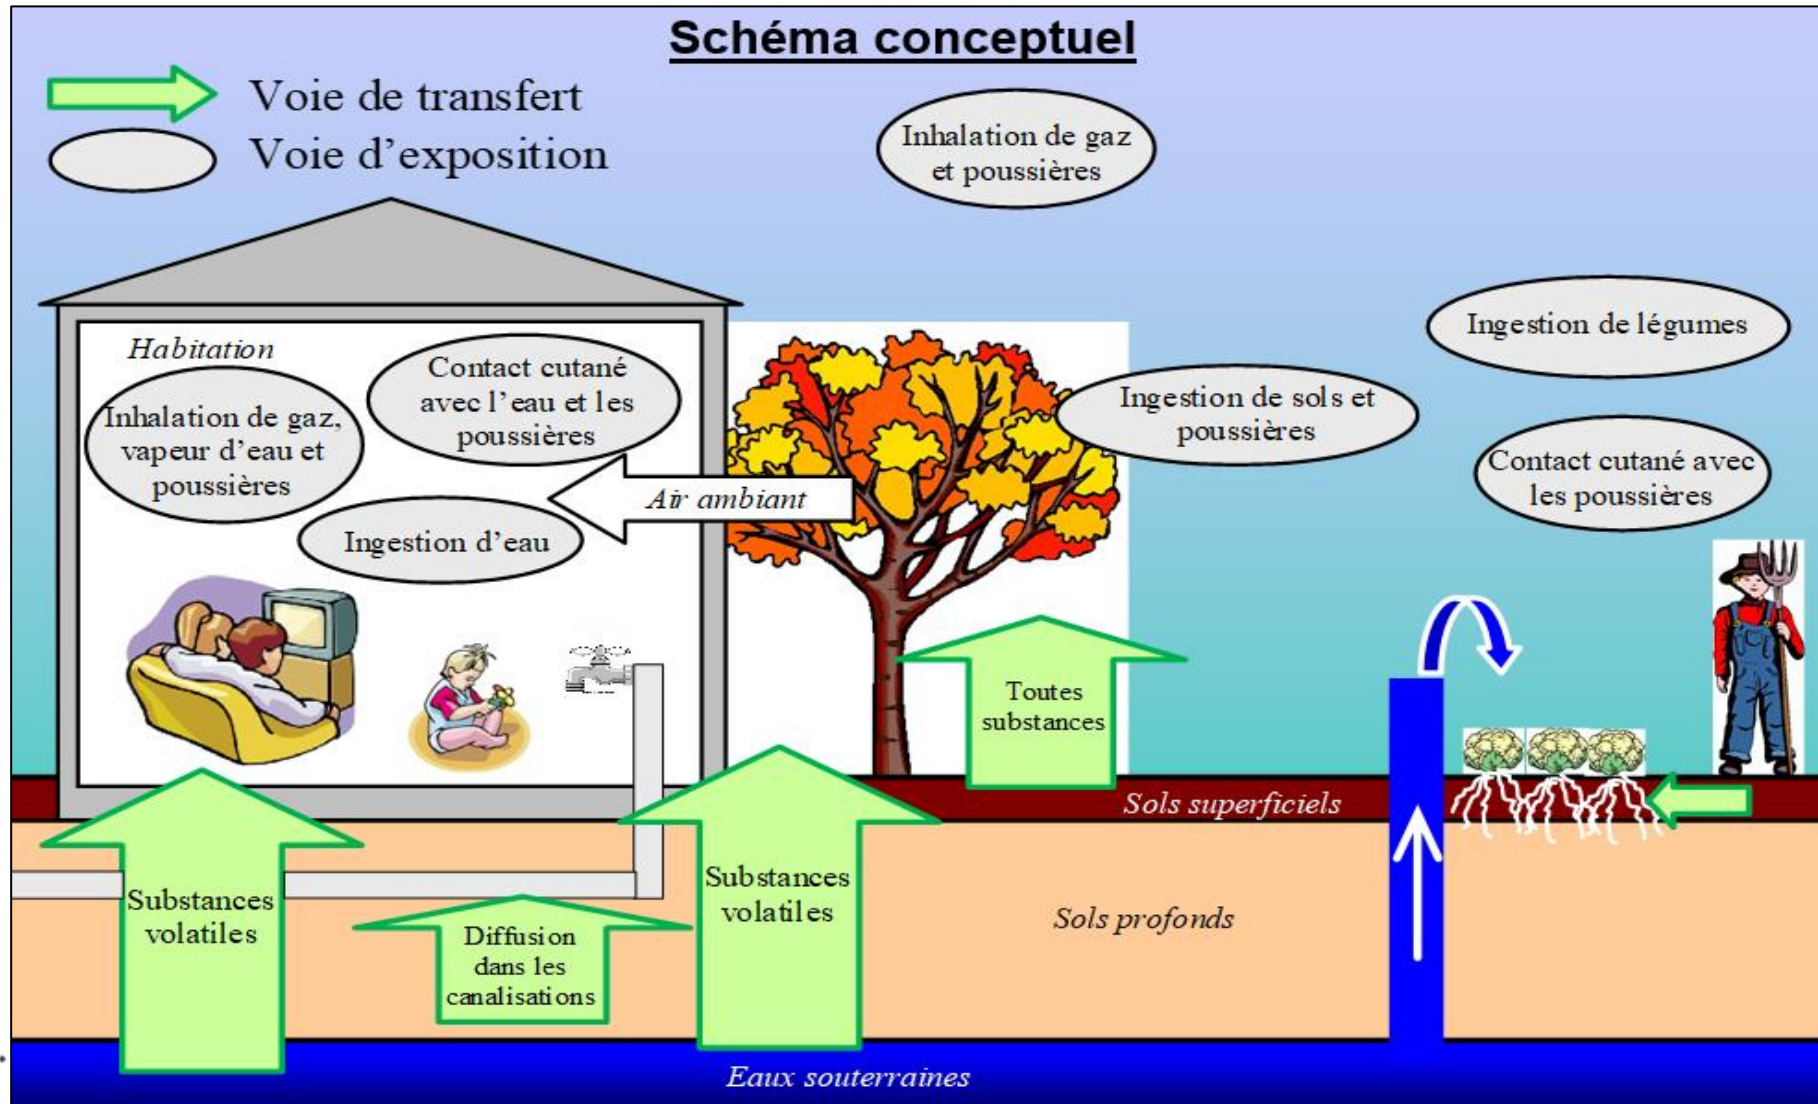 Schéma conceptuel
Voie de transfert
Voie d'exposition
Inhalation de gaz
et poussières
Habitation
Inhalation de gaz,
vapeur d'eau et
poussières
Contact cutané
avec l'eau et les
poussières
Ingestion d'eau
Air ambiant
Ingestion de sols et
poussières
Ingestion de légumes
Contact cutané avec
les poussières
Toutes
substances
Sols superficiels
Substances
volatiles
Diffusion
dans les
canalisations
Substances
volatiles
Sols profonds
Eaux souterraines